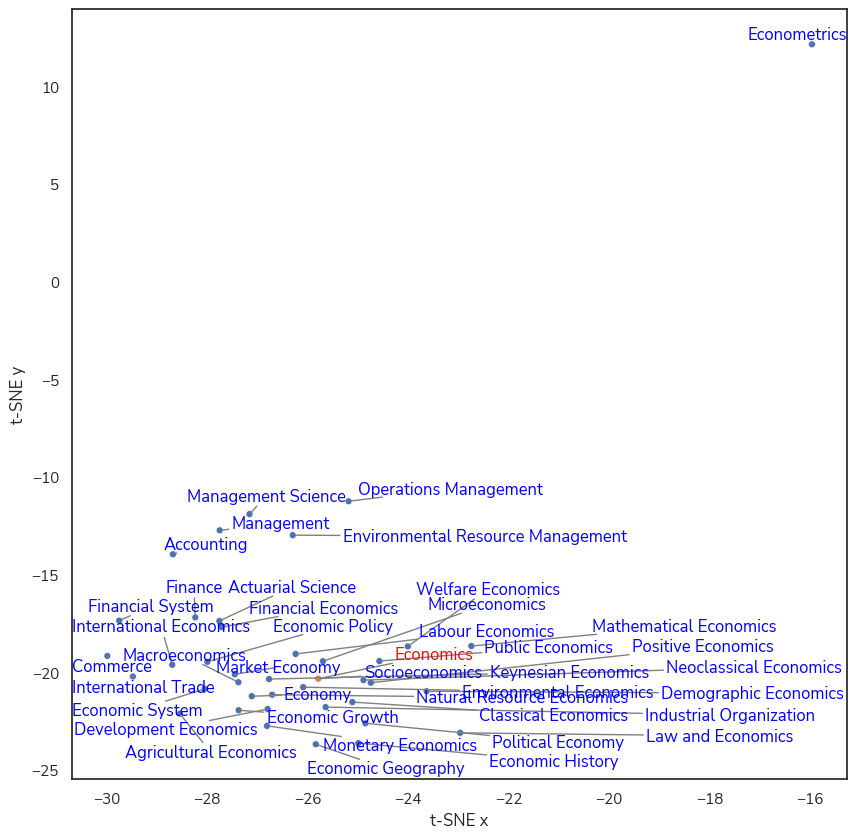 Econometrics
10
5
0
−5
−10
−15
−20
−25
t-SNE y
Operations Management
Management Science
Management
Environmental Resource Management
Accounting
Finance
Actuarial Science
Welfare Economics
Financial System
Financial Economics
Microeconomics
International Economics
Economic Policy
Labour Economics
Mathematical Economics
Macroeconomics
Economics
Public Economics
Positive Economics
Commerce
Market Economy
Socioeconomics
Keynesian Economics
Neoclassical Economics
International Trade
Economy
Environmental Economics
Natural Resource Economics
Demographic Economics
Economic System
Economic Growth
Classical Economics
Industrial Organization
Development Economics
Monetary Economics
Political Economy
Law and Economics
Agricultural Economics
Economic Geography
Economic History
−30
−28
−26
−24
−22
−20
−18
−16
t-SNE x